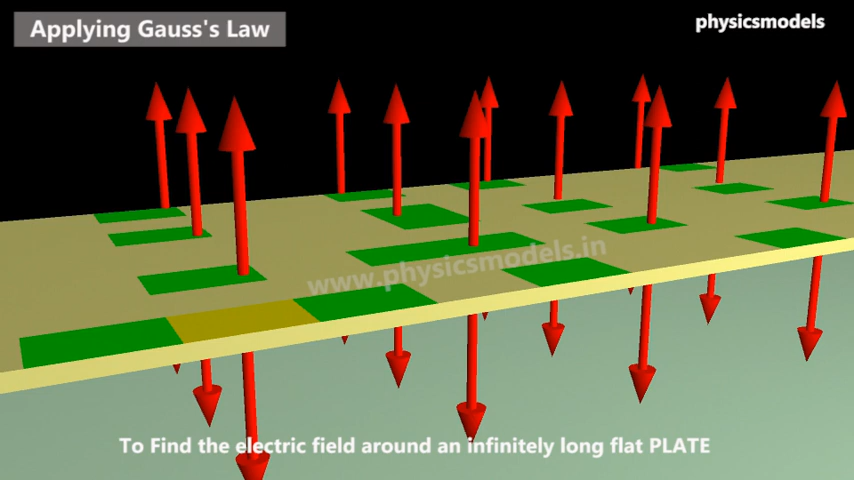 Applying Gauss's Law
physicsmodels
www.physicsmodels.in
To Find the electric field around an infinitely long flat PLATE